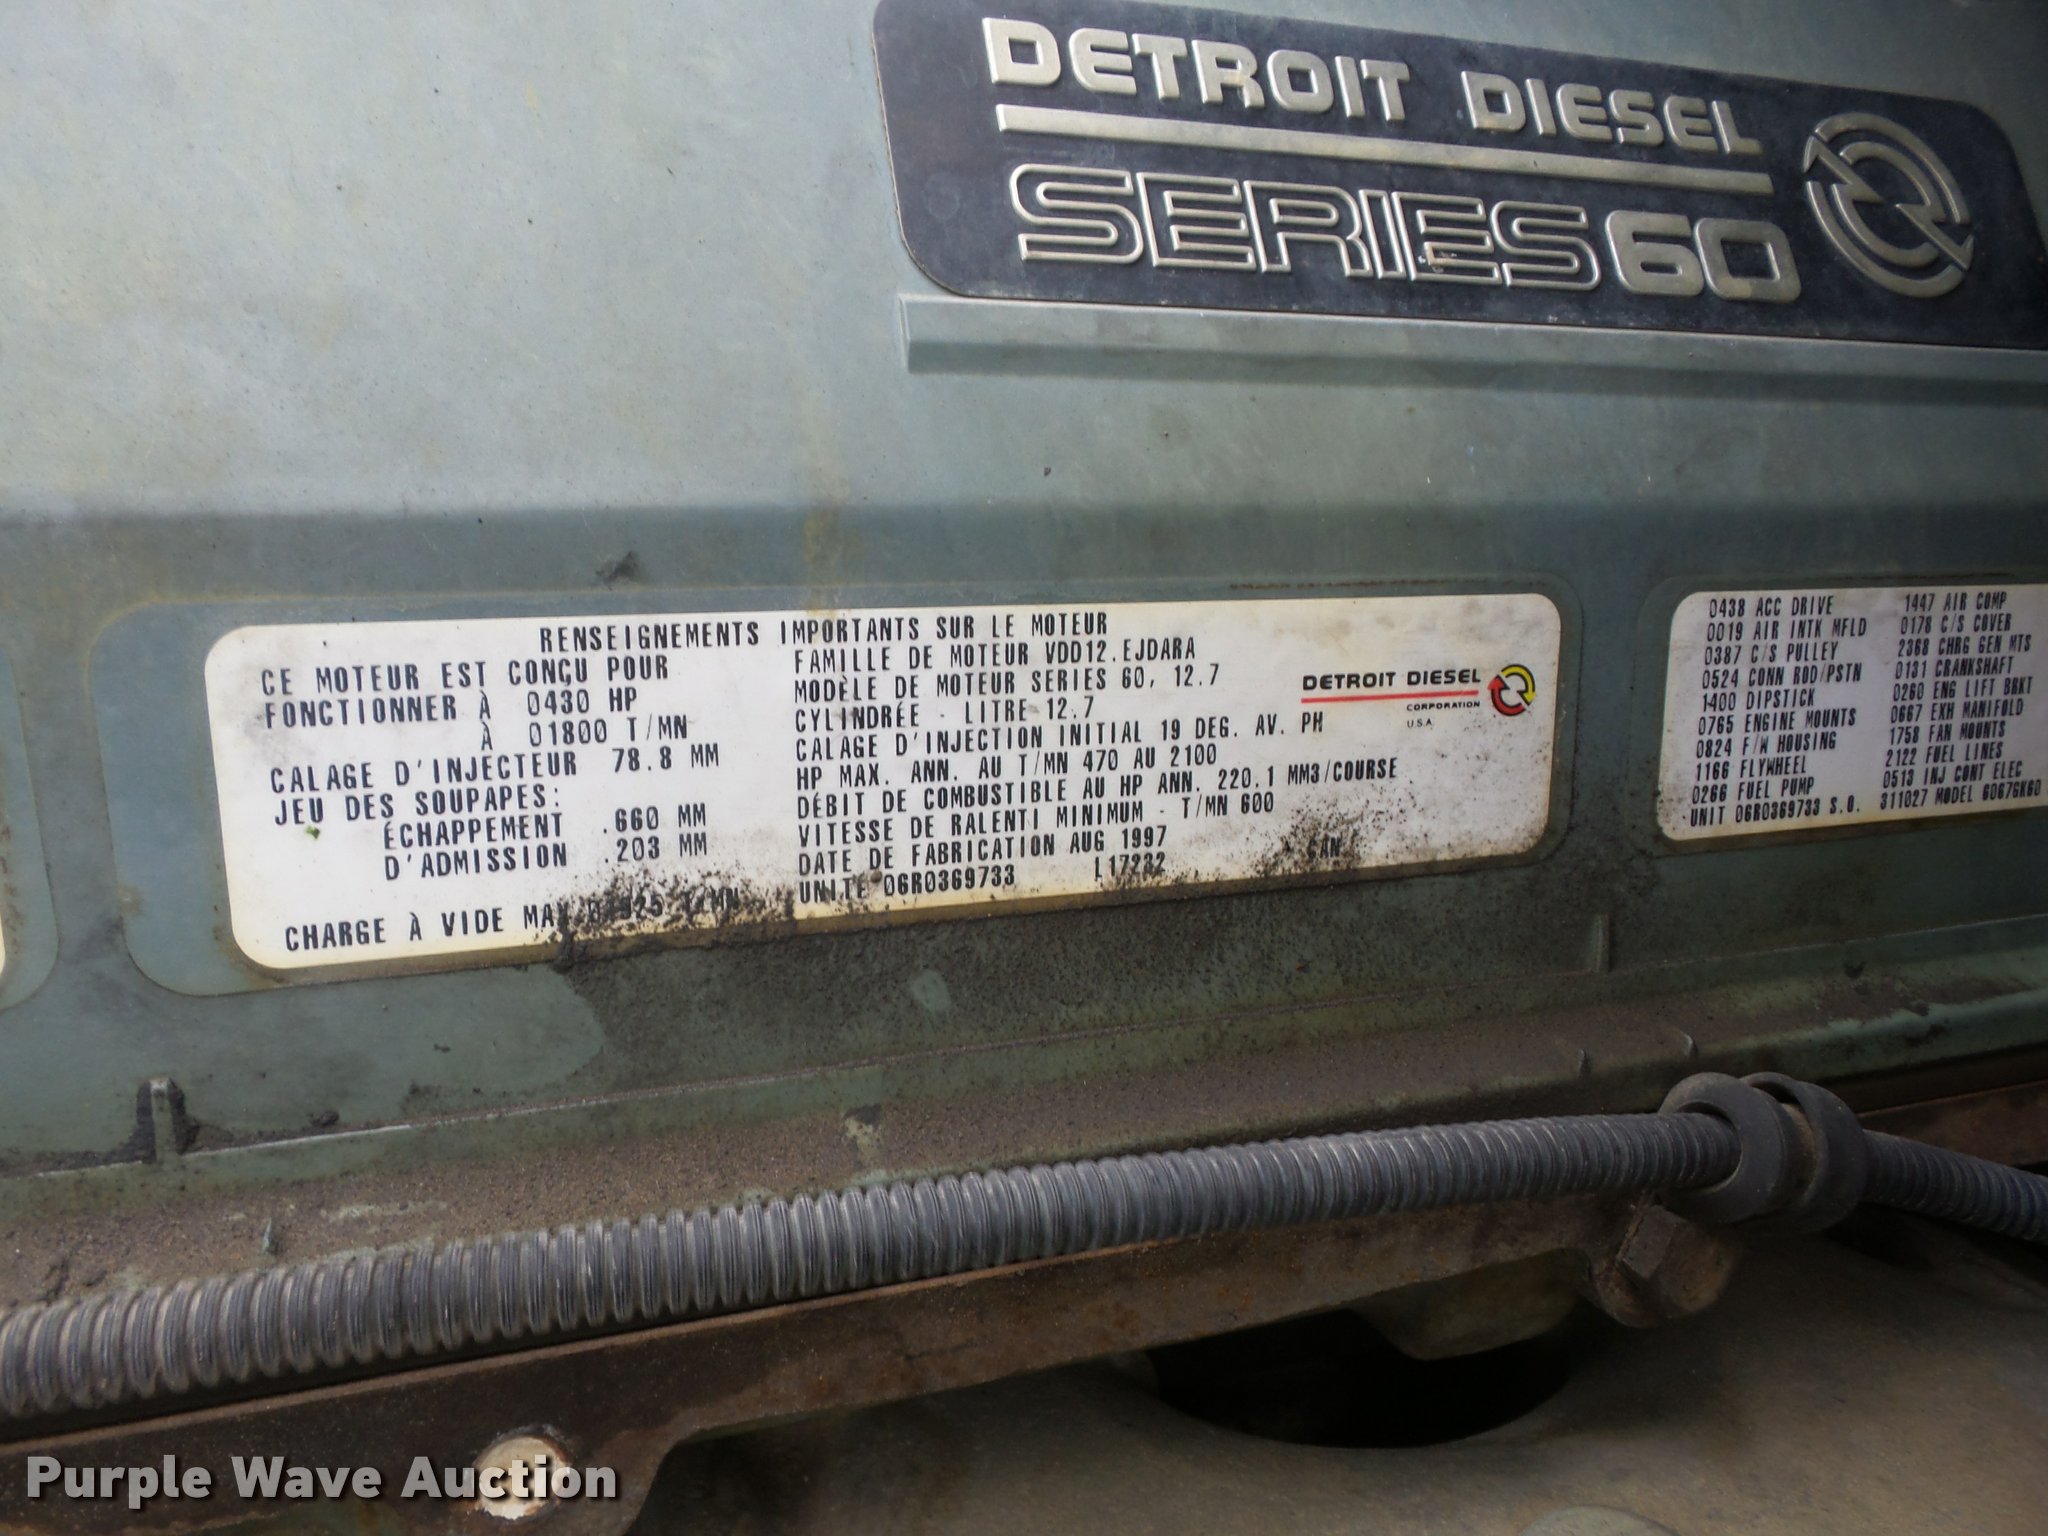 DETROIT DIESEL
SERIES 60
RENSEIGNEMENTS IMPORTANTS SUR LE MOTEUR
CE MOTEUR EST CONÇU POUR
FONCTIONNER À 0430 HP
À 01800 T/MN
CALAGE D'INJECTEUR 78.8 MM
JEU DES SOUPAPES:
ÉCHAPPEMENT .660 MM
D'ADMISSION .203 MM
CHARGE À VIDE MAX T/MN
FAMILLE DE MOTEUR VDD12.EJDARA
MODÈLE DE MOTEUR SERIES 60, 12.7
CYLINDRÉE - LITRE 12.7
CALAGE D'INJECTION INITIAL 19 DEG. AV. PH
HP MAX. ANN. AU T/MN 470 AU 2100
DÉBIT DE COMBUSTIBLE AU HP ANN. 220.1 MM3/COURSE
VITESSE DE RALENTI MINIMUM - T/MN 600
DATE DE FABRICATION AUG 1997
UNITE 06R0369733 L17232 CAN
DETROIT DIESEL
CORPORATION
U.S.A.
0438 ACC DRIVE
0019 AIR INTK MFLD
0387 C/S PULLEY
0524 CONN ROD/PSTN
1400 DIPSTICK
0765 ENGINE MOUNTS
0824 F/W HOUSING
1166 FLYWHEEL
0266 FUEL PUMP
UNIT 06R0369733 S.O.
1447 AIR COMP
0178 C/S COVER
2368 CHRG GEN MTS
0131 CRANKSHAFT
0260 ENG LIFT BRKT
0667 EXH MANIFOLD
1758 FAN MOUNTS
2122 FUEL LINES
0513 INJ CONT ELEC
311027 MODEL 6067GK60
Purple Wave Auction